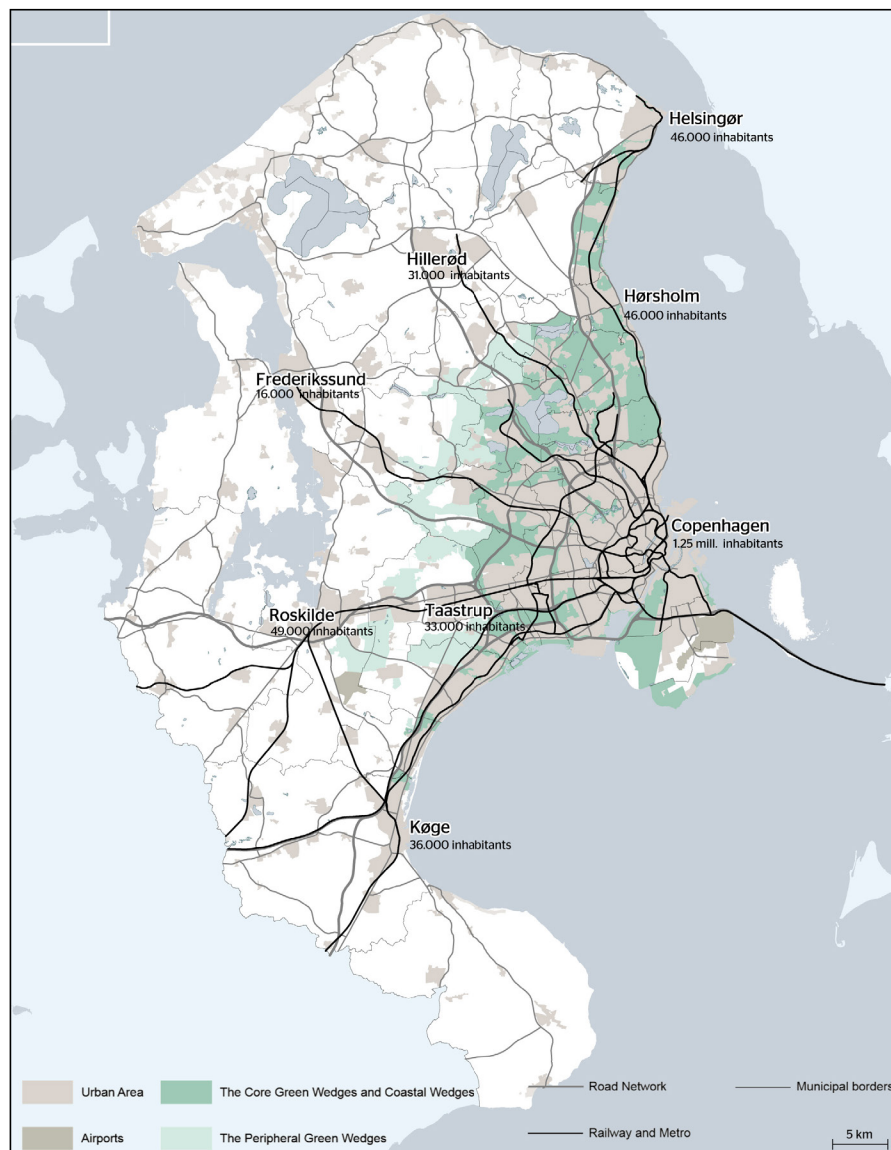 Helsingør
46.000 inhabitants
Hillerød
31.000 inhabitants
Hørsholm
46.000 inhabitants
Frederikssund
16.000 inhabitants
Copenhagen
1.25 mill. inhabitants
Roskilde
49.000 inhabitants
Taastrup
33.000 inhabitants
Køge
36.000 inhabitants
Urban Area
The Core Green Wedges and Coastal Wedges
Road Network
Municipal borders
Airports
The Peripheral Green Wedges
Railway and Metro
5 km